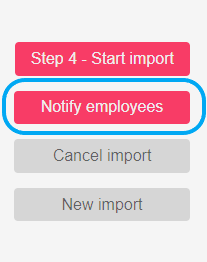 Step 4 - Start import
Notify employees
Cancel import
New import